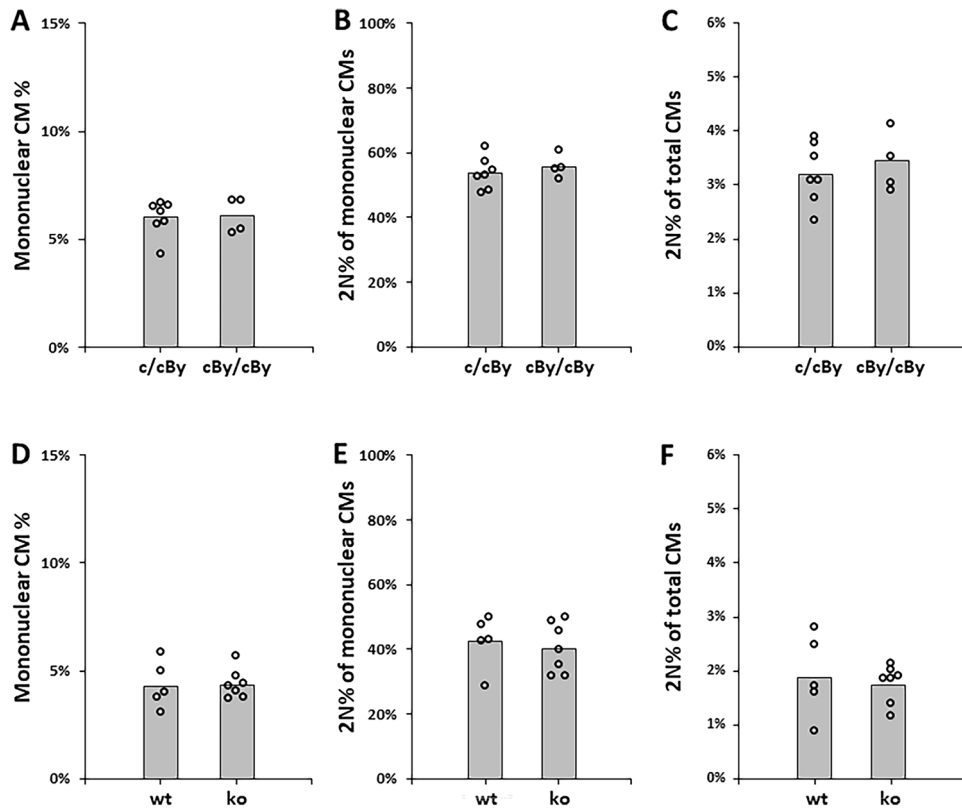 A
Mononuclear CM %
15%
10%
5%
0%
c/cBy cBy/cBy
B
2N% of mononuclear CMs
100%
80%
60%
40%
20%
0%
c/cBy cBy/cBy
C
2N% of total CMs
6%
5%
4%
3%
2%
1%
0%
c/cBy cBy/cBy
D
Mononuclear CM %
15%
10%
5%
0%
wt ko
E
2N% of mononuclear CMs
100%
80%
60%
40%
20%
0%
wt ko
F
2N% of total CMs
6%
5%
4%
3%
2%
1%
0%
wt ko